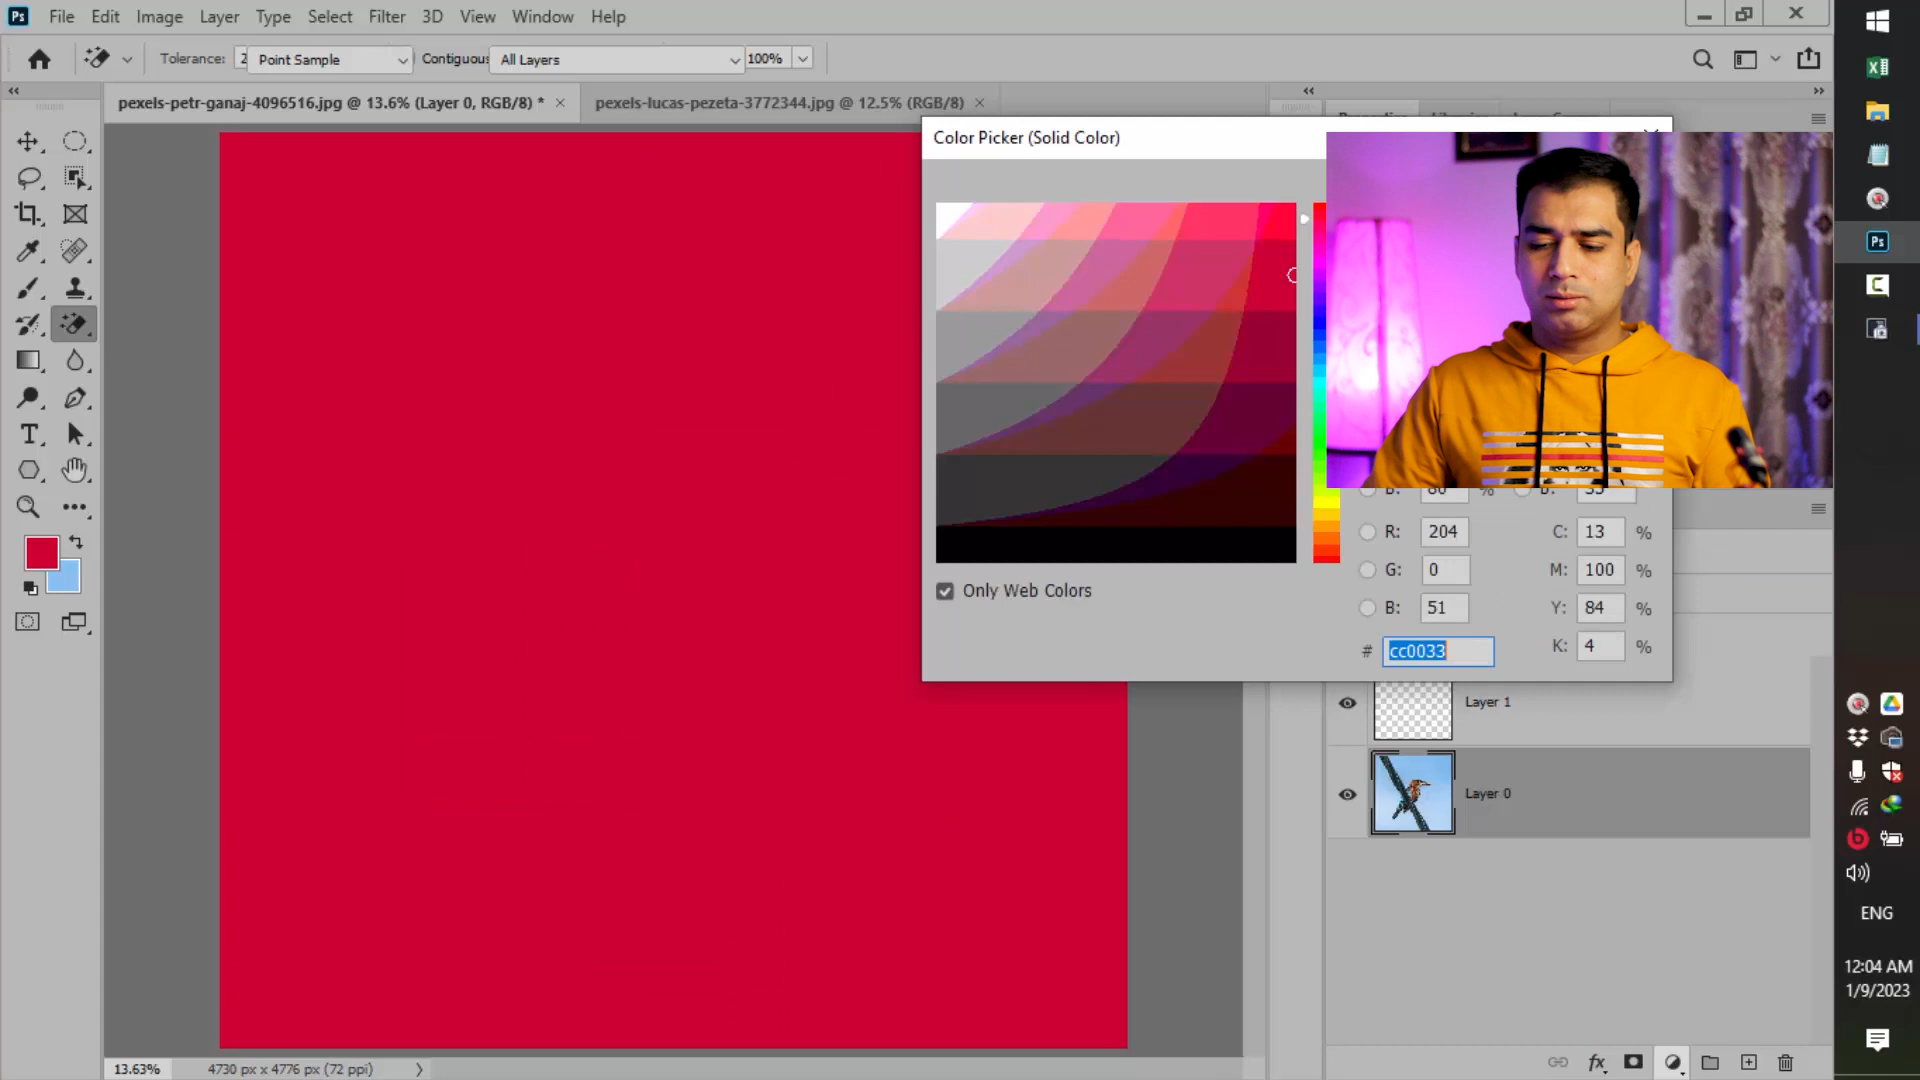 Ps File Edit Image Layer Type Select Filter 3D View Window Help
Tolerance: 2 Point Sample Contiguous All Layers 100%
pexels-petr-ganaj-4096516.jpg @ 13.6% (Layer 0, RGB/8) * × pexels-lucas-pezeta-3772344.jpg @ 12.5% (RGB/8) ×
Color Picker (Solid Color)
Ps
R: 204 C: 13 %
G: 0 M: 100 %
Only Web Colors
B: 51 Y: 84 %
# cc0033 K: 4 %
Layer 1
Layer 0
ENG
12:04 AM
1/9/2023
13.63% 4730 px x 4776 px (72 ppi)
fx